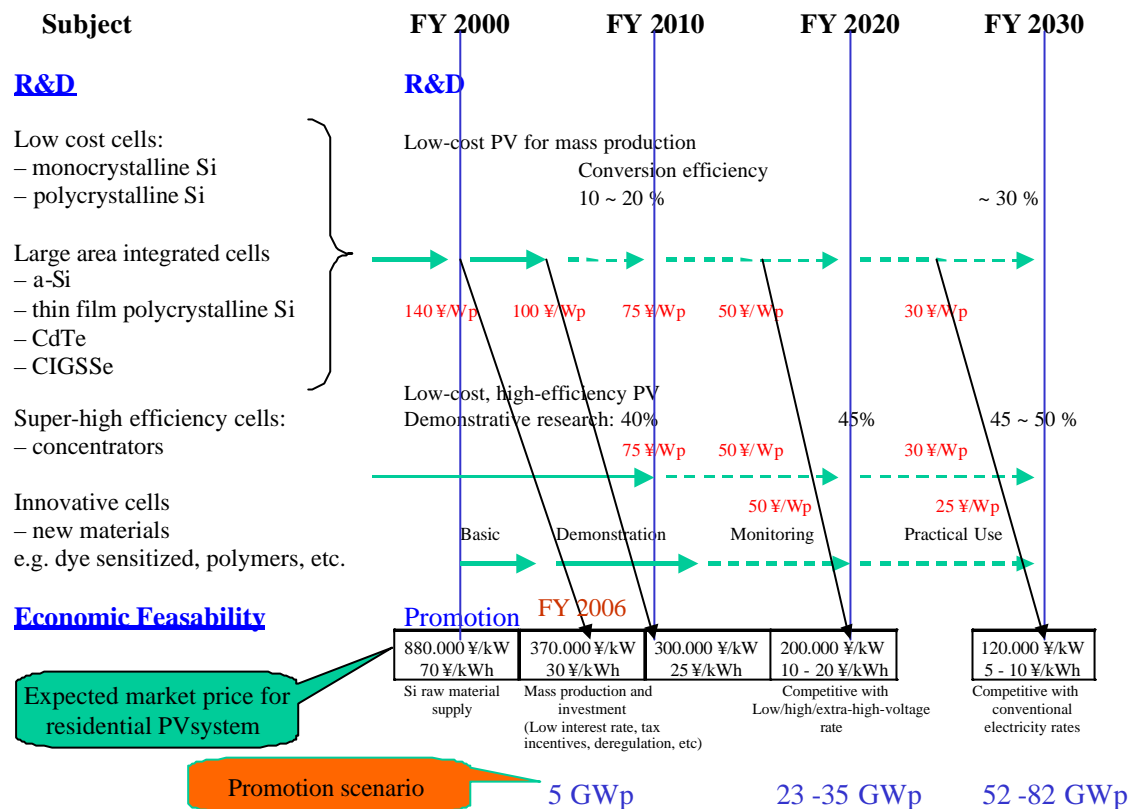 Subject FY 2000 FY 2010 FY 2020 FY 2030
R&D R&D
Low cost cells:
– monocrystalline Si
– polycrystalline Si
Low-cost PV for mass production
Conversion efficiency
10 ~ 20 % ~ 30 %
Large area integrated cells
– a-Si
– thin film polycrystalline Si
– CdTe
– CIGSSe
140 ¥/Wp 100 ¥/Wp 75 ¥/Wp 50 ¥/Wp 30 ¥/Wp
Low-cost, high-efficiency PV
Super-high efficiency cells:
– concentrators
Demonstrative research: 40% 45% 45 ~ 50 %
75 ¥/Wp 50 ¥/Wp 30 ¥/Wp
50 ¥/Wp 25 ¥/Wp
Innovative cells
– new materials
e.g. dye sensitized, polymers, etc.
Basic Demonstration Monitoring Practical Use
Economic Feasability Promotion FY 2006
880.000 ¥/kW 370.000 ¥/kW 300.000 ¥/kW 200.000 ¥/kW 120.000 ¥/kW
70 ¥/kWh 30 ¥/kWh 25 ¥/kWh 10 - 20 ¥/kWh 5 - 10 ¥/kWh
Expected market price for
residential PVsystem
Si raw material
supply
Mass production and
investment
(Low interest rate, tax
incentives, deregulation, etc)
Competitive with
Low/high/extra-high-voltage
rate
Competitive with
conventional
electricity rates
Promotion scenario 5 GWp 23 -35 GWp 52 -82 GWp